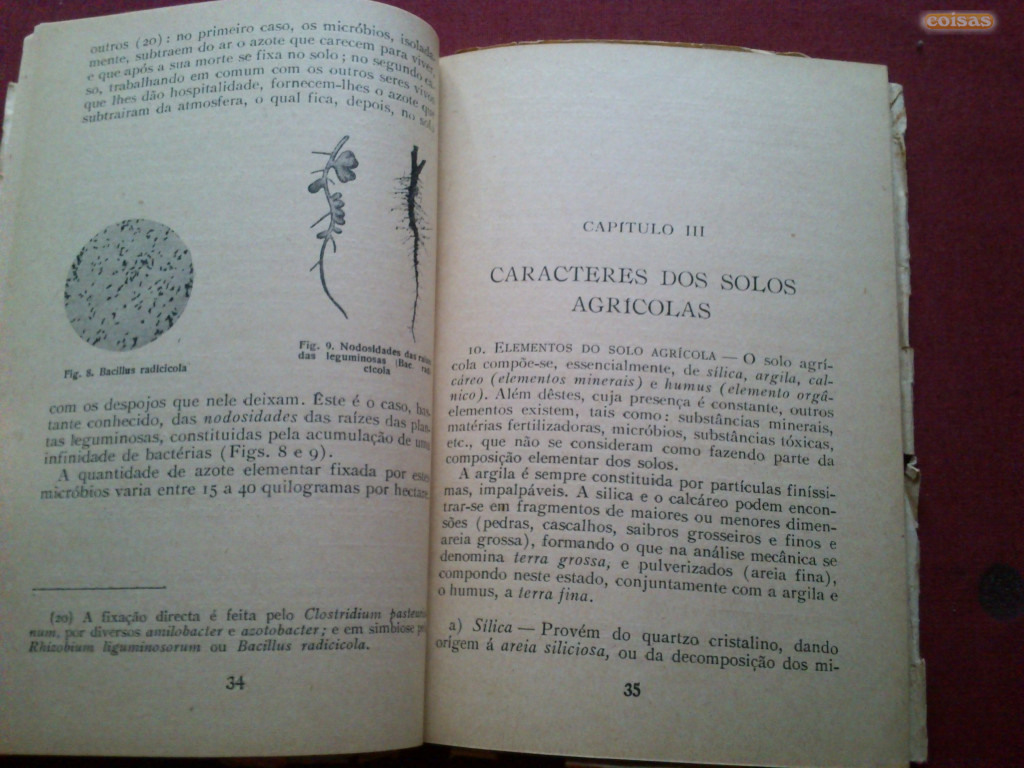 outros (20): no primeiro caso, os micróbios, isolada-
mente, subtraem do ar o azote que carecem para viver,
e que após a sua morte se fixa no solo; no segundo ca-
so, trabalhando em comum com os outros seres vivos
que lhes dão hospitalidade, fornecem-lhes o azote que
subtrairam da atmosfera, o qual fica, depois, no solo,
Fig. 8. Bacillus radicicola
Fig. 9. Nodosidades das raízes
das leguminosas (Bac. radi-
cicola
com os despojos que nele deixam. Êste é o caso, bas-
tante conhecido, das nodosidades das raízes das plan-
tas leguminosas, constituidas pela acumulação de uma
infinidade de bactérias (Figs. 8 e 9).
A quantidade de azote elementar fixada por estes
micróbios varia entre 15 a 40 quilogramas por hectare.
(20) A fixação directa é feita pelo Clostridium pasteuria-
num, por diversos amilobacter e azotobacter; e em simbiose pelo
Rhizobium liguminosorum ou Bacillus radicicola.
34
CAPITULO III
CARACTERES DOS SOLOS
AGRICOLAS
10. ELEMENTOS DO SOLO AGRÍCOLA — O solo agrí-
cola compõe-se, essencialmente, de sílica, argila, cal-
cáreo (elementos minerais) e humus (elemento orgâ-
nico). Além dêstes, cuja presença é constante, outros
elementos existem, tais como: substâncias minerais,
matérias fertilizadoras, micróbios, substâncias tóxicas,
etc., que não se consideram como fazendo parte da
composição elementar dos solos.
A argila é sempre constituida por partículas finíssi-
mas, impalpáveis. A silica e o calcáreo podem encon-
trar-se em fragmentos de maiores ou menores dimen-
sões (pedras, cascalhos, saibros grosseiros e finos e
areia grossa), formando o que na análise mecânica se
denomina terra grossa, e pulverizados (areia fina),
compondo neste estado, conjuntamente com a argila e
o humus, a terra fina.
a) Sílica — Provém do quartzo cristalino, dando
origem á areia siliciosa, ou da decomposição dos mi-
35
coisas